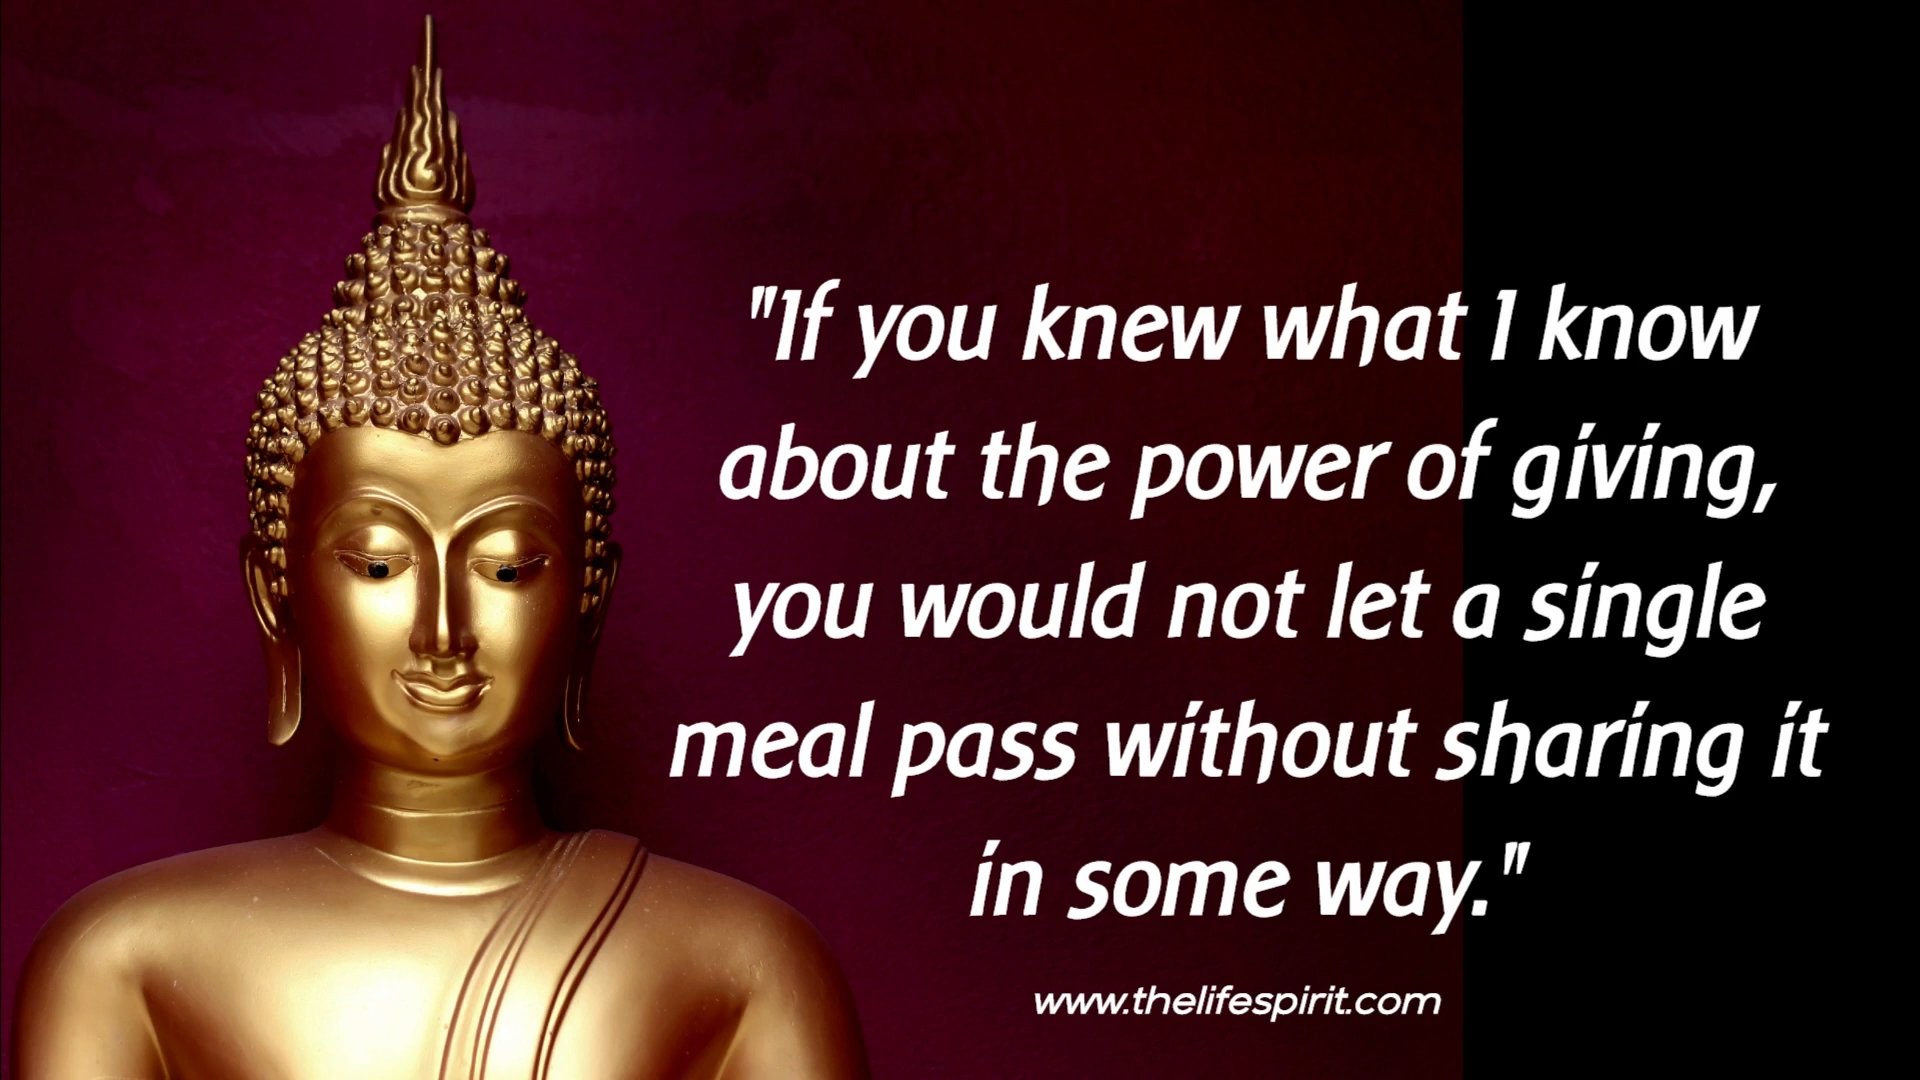 "If you knew what I know
about the power of giving,
you would not let a single
meal pass without sharing it
in some way."
www.thelifespirit.com